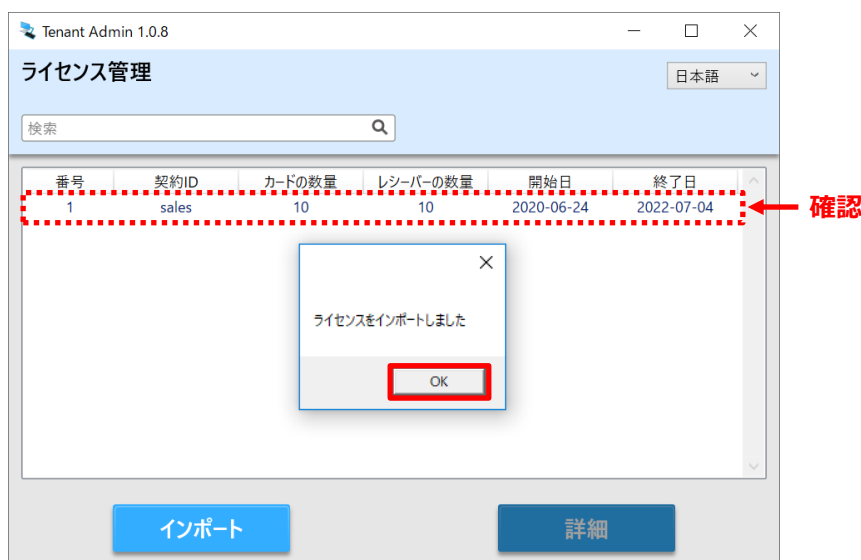 Tenant Admin 1.0.8
ライセンス管理
日本語
検索
番号 契約ID カードの数量 レシーバーの数量 開始日 終了日
1 sales 10 10 2020-06-24 2022-07-04
確認
ライセンスをインポートしました
OK
インポート
詳細